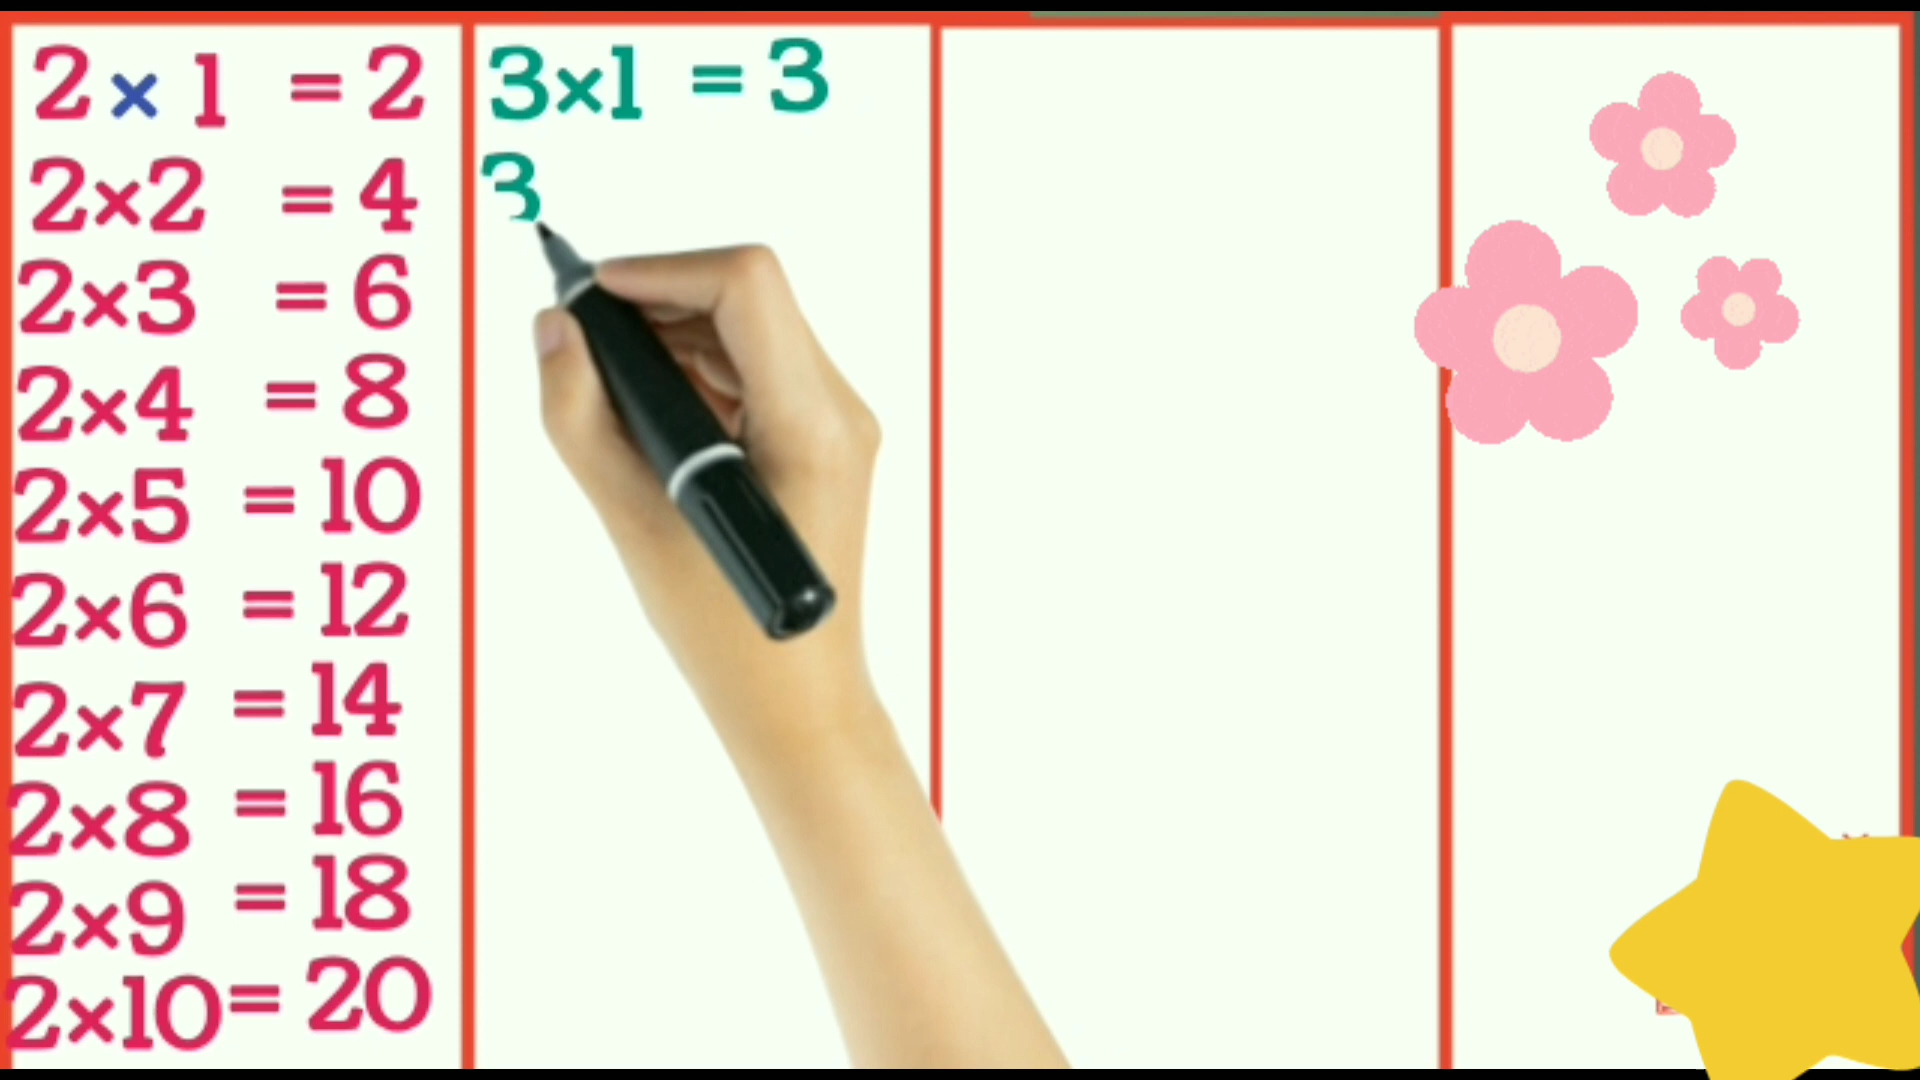 2 × 1 = 2
2×2 = 4
2×3 = 6
2×4 = 8
2×5 = 10
2×6 = 12
2×7 = 14
2×8 = 16
2×9 = 18
2×10 = 20
3×1 = 3
3